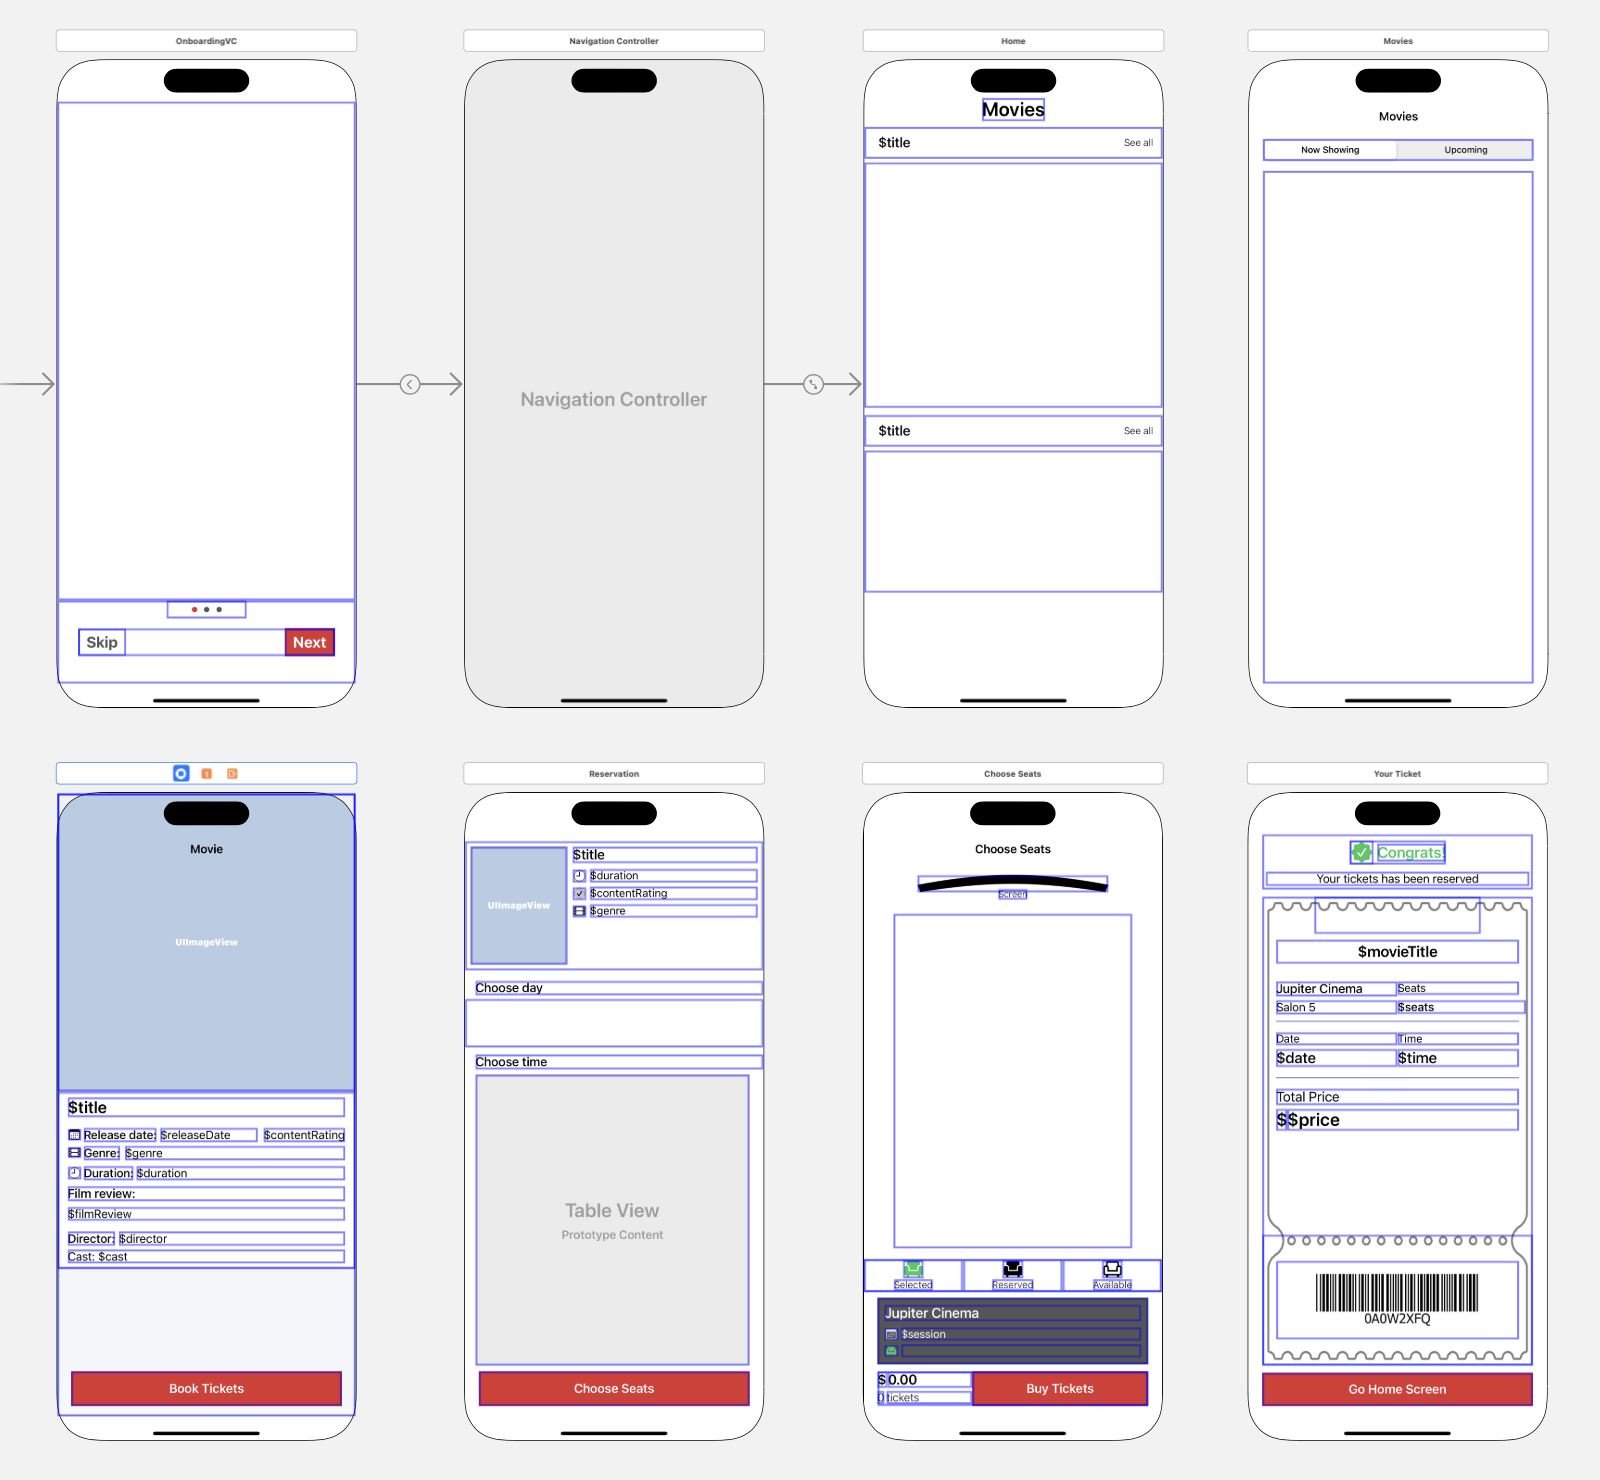 OnboardingVC
Skip
Next
Navigation Controller
Navigation Controller
Home
Movies
$title
See all
$title
See all
Movies
Movies
Now Showing
Upcoming
Movie
UIImageView
$title
Release date: $releaseDate $contentRating
Genre: $genre
Duration: $duration
Film review:
$filmReview
Director: $director
Cast: $cast
Book Tickets
Reservation
UIImageView
$title
$duration
$contentRating
$genre
Choose day
Choose time
Table View
Prototype Content
Choose Seats
Choose Seats
Choose Seats
Screen
Selected
Reserved
Available
Jupiter Cinema
$session
$0.00
0 tickets
Buy Tickets
Your Ticket
Congrats!
Your tickets has been reserved
$movieTitle
Jupiter Cinema Seats
Salon 5 $seats
Date Time
$date $time
Total Price
$$price
0A0W2XFQ
Go Home Screen